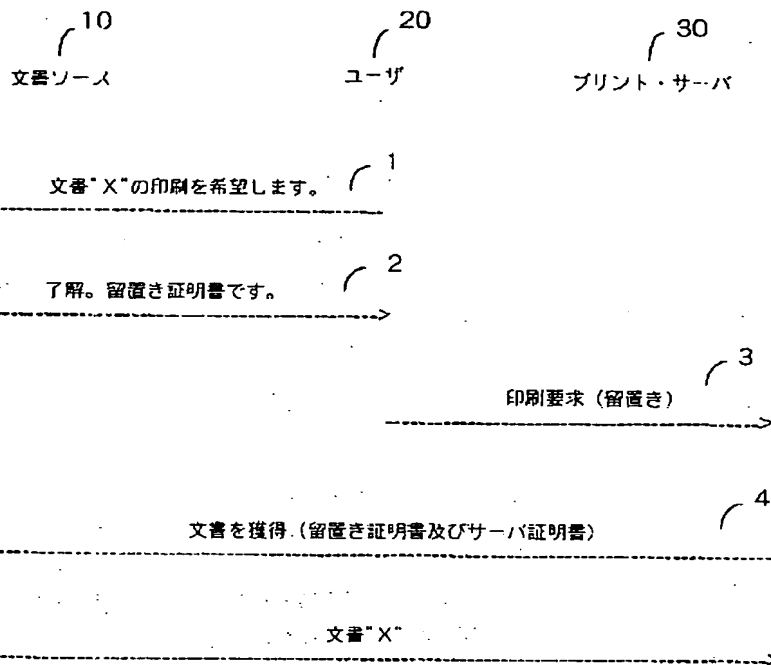 10 20 30
文書ソース ユーザ プリント・サーバ
1
文書"X"の印刷を希望します。
2
了解。留置き証明書です。
3
印刷要求（留置き）
4
文書を獲得（留置き証明書及びサーバ証明書）
文書"X"